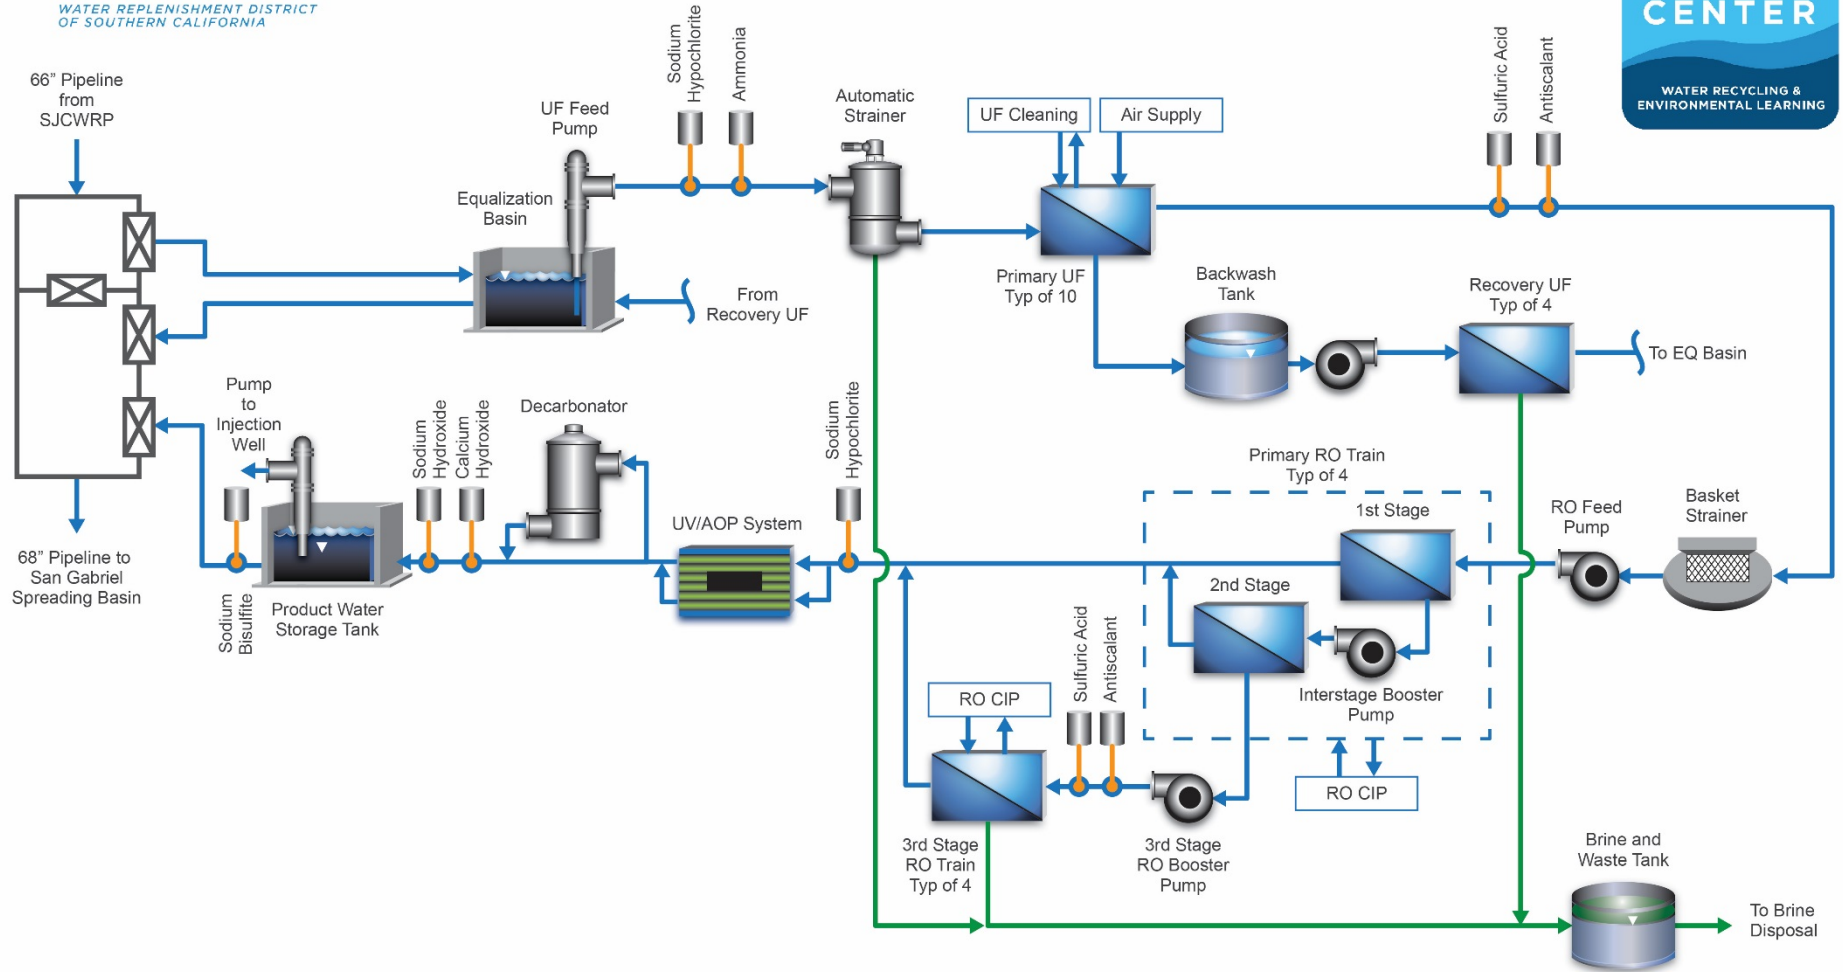 WATER REPLENISHMENT DISTRICT
OF SOUTHERN CALIFORNIA
CENTER
WATER RECYCLING &
ENVIRONMENTAL LEARNING
66” Pipeline
from
SJCWRP
UF Feed
Pump
Sodium
Hypochlorite
Ammonia
Automatic
Strainer
UF Cleaning
Air Supply
Sulfuric Acid
Antiscalant
Equalization
Basin
From
Recovery UF
Primary UF
Typ of 10
Backwash
Tank
Recovery UF
Typ of 4
To EQ Basin
Pump
to
Injection
Well
Sodium
Hydroxide
Calcium
Hydroxide
Decarbonator
Sodium
Hypochlorite
Primary RO Train
Typ of 4
1st Stage
RO Feed
Pump
Basket
Strainer
UV/AOP System
2nd Stage
68” Pipeline to
San Gabriel
Spreading Basin
Sodium
Bisulfite
Product Water
Storage Tank
Sulfuric Acid
Antiscalant
Interstage Booster
Pump
RO CIP
RO CIP
3rd Stage
RO Train
Typ of 4
3rd Stage
RO Booster
Pump
Brine and
Waste Tank
To Brine
Disposal